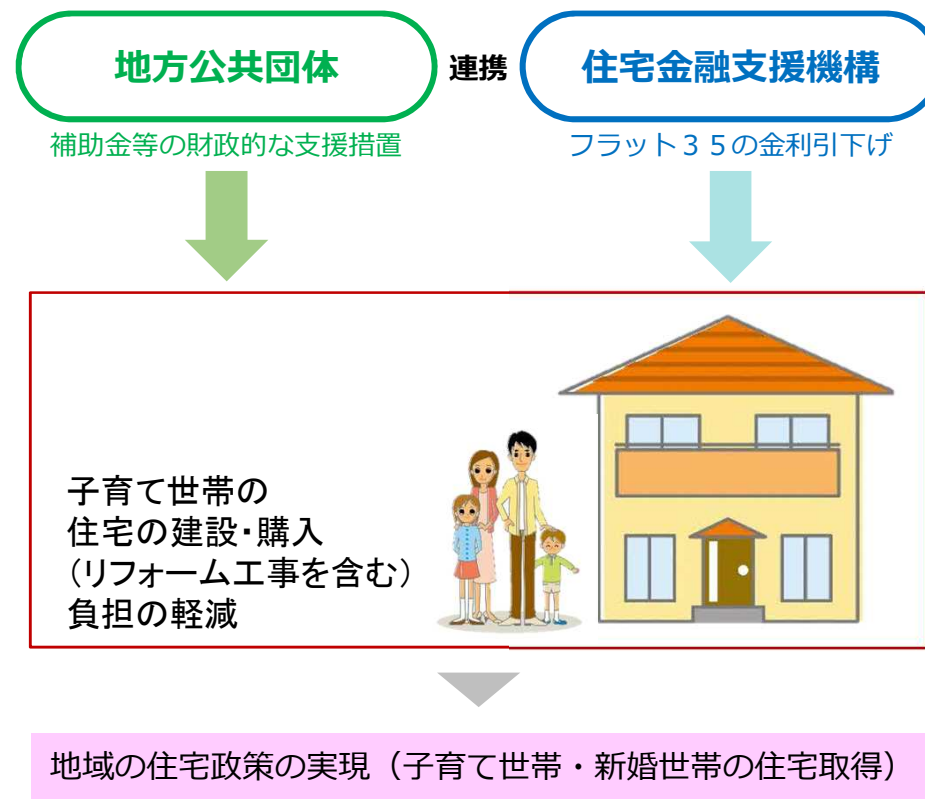 地方公共団体
連携
住宅金融支援機構
補助金等の財政的な支援措置
フラット３５の金利引下げ
子育て世帯の
住宅の建設・購入
（リフォーム工事を含む）
負担の軽減
地域の住宅政策の実現（子育て世帯・新婚世帯の住宅取得）